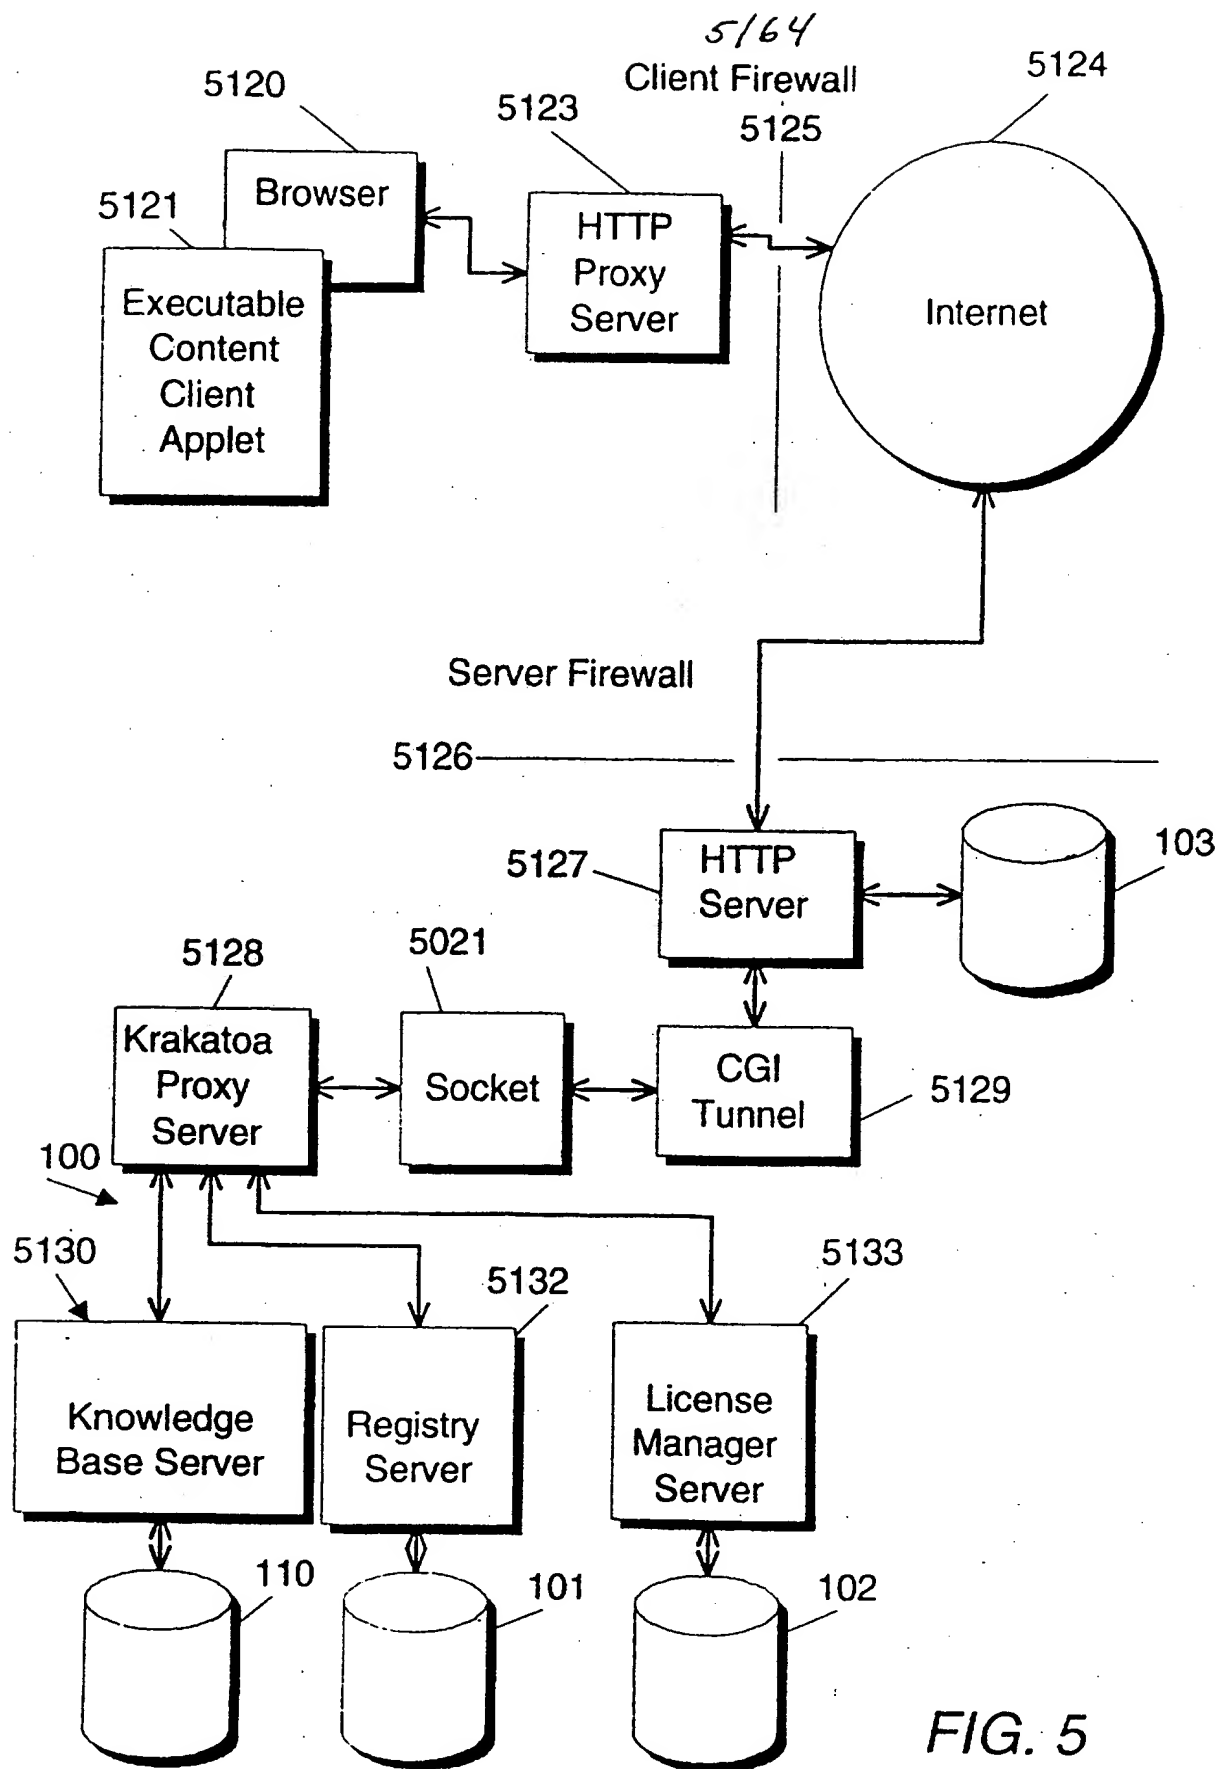 5/64
Client Firewall
5120
5123
5125
5124
5121
Browser
HTTP
Proxy
Server
Internet
Executable
Content
Client
Applet
Server Firewall
5126
5127
HTTP
Server
103
5128
5021
Krakatoa
Proxy
Server
Socket
CGI
Tunnel
5129
100
5130
5132
5133
Knowledge
Base Server
Registry
Server
License
Manager
Server
110
101
102
FIG. 5